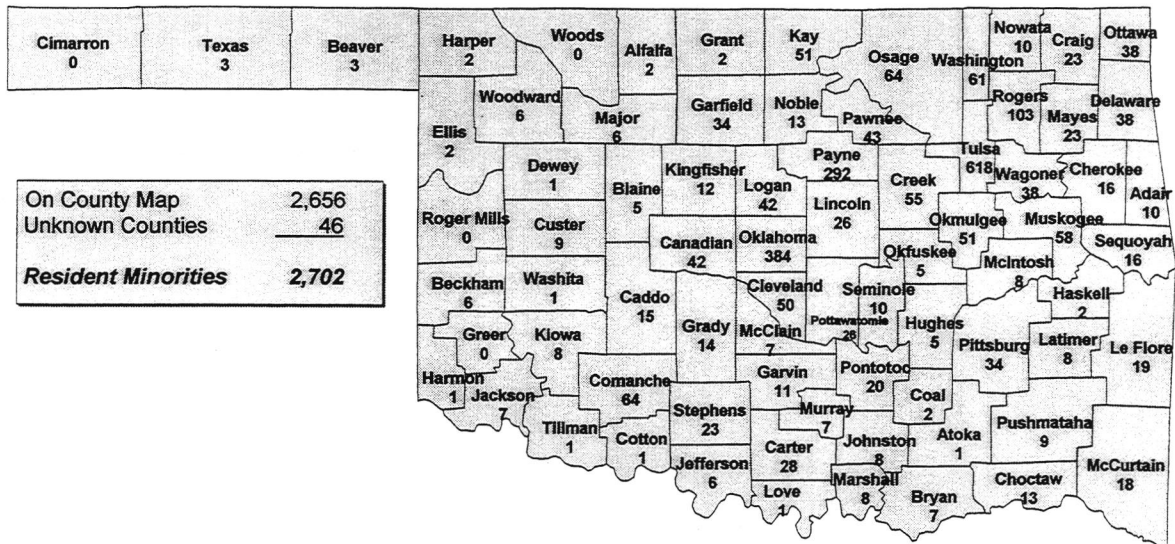 Cimarron
0
Texas
3
Beaver
3
Harper
2
Woods
0
Alfalfa
2
Grant
2
Kay
51
Osage
64
Washington
61
Nowata
10
Craig
23
Ottawa
38
Woodward
6
Ellis
2
Major
6
Garfield
34
Noble
13
Pawnee
43
Rogers
103
Mayes
23
Delaware
38
Dewey
1
Blaine
5
Kingfisher
12
Logan
42
Payne
292
Lincoln
26
Creek
55
Tulsa
618
Wagoner
38
Cherokee
16
Adair
10
On County Map 2,656
Unknown Counties 46
Resident Minorities 2,702
Roger Mills
0
Custer
9
Canadian
42
Oklahoma
384
Okmulgee
51
Muskogee
58
Sequoyah
16
Okfuskee
5
McIntosh
8
Beckham
6
Washita
1
Caddo
15
Grady
14
Cleveland
50
McClain
7
Pottawatomie
26
Seminole
10
Hughes
5
Haskell
2
Pittsburg
34
Latimer
8
Le Flore
19
Greer
0
Kiowa
8
Harmon
1
Jackson
7
Comanche
64
Garvin
11
Pontotoc
20
Coal
2
Tillman
1
Cotton
1
Stephens
23
Murray
7
Carter
28
Johnston
8
Atoka
1
Pushmataha
9
McCurtain
18
Jefferson
6
Love
1
Marshall
8
Bryan
7
Choctaw
13